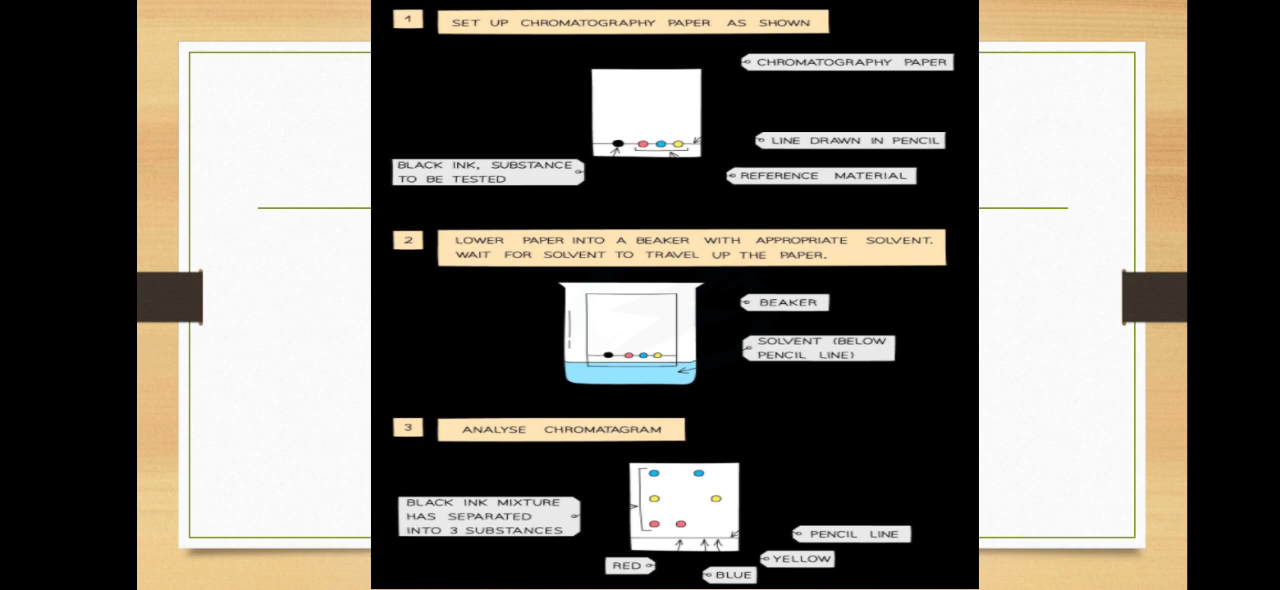 1
SET UP CHROMATOGRAPHY PAPER AS SHOWN
CHROMATOGRAPHY PAPER
LINE DRAWN IN PENCIL
BLACK INK, SUBSTANCE
TO BE TESTED
REFERENCE MATERIAL
2
LOWER PAPER INTO A BEAKER WITH APPROPRIATE SOLVENT.
WAIT FOR SOLVENT TO TRAVEL UP THE PAPER.
BEAKER
SOLVENT (BELOW
PENCIL LINE)
3
ANALYSE CHROMATAGRAM
BLACK INK MIXTURE
HAS SEPARATED
INTO 3 SUBSTANCES
PENCIL LINE
YELLOW
RED
BLUE